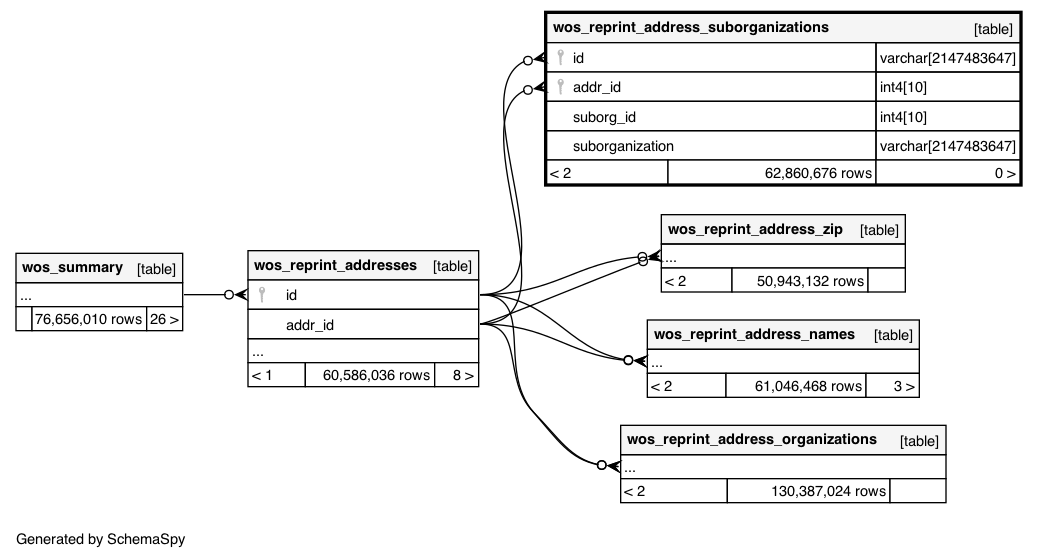 wos_reprint_address_suborganizations [table]
id varchar[2147483647]
addr_id int4[10]
suborg_id int4[10]
suborganization varchar[2147483647]
< 2 62,860,676 rows 0 >
wos_reprint_address_zip [table]
...
< 2 50,943,132 rows
wos_summary [table]
...
76,656,010 rows 26 >
wos_reprint_addresses [table]
id
addr_id
...
< 1 60,586,036 rows 8 >
wos_reprint_address_names [table]
...
< 2 61,046,468 rows 3 >
wos_reprint_address_organizations [table]
...
< 2 130,387,024 rows
Generated by SchemaSpy